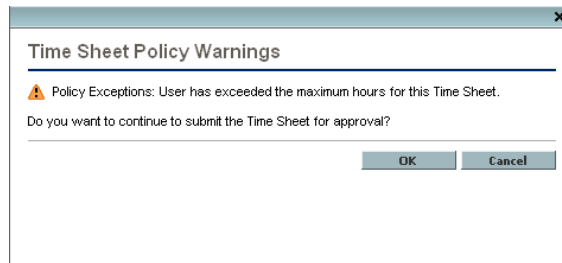 Time Sheet Policy Warnings
Policy Exceptions: User has exceeded the maximum hours for this Time Sheet.
Do you want to continue to submit the Time Sheet for approval?
OK Cancel